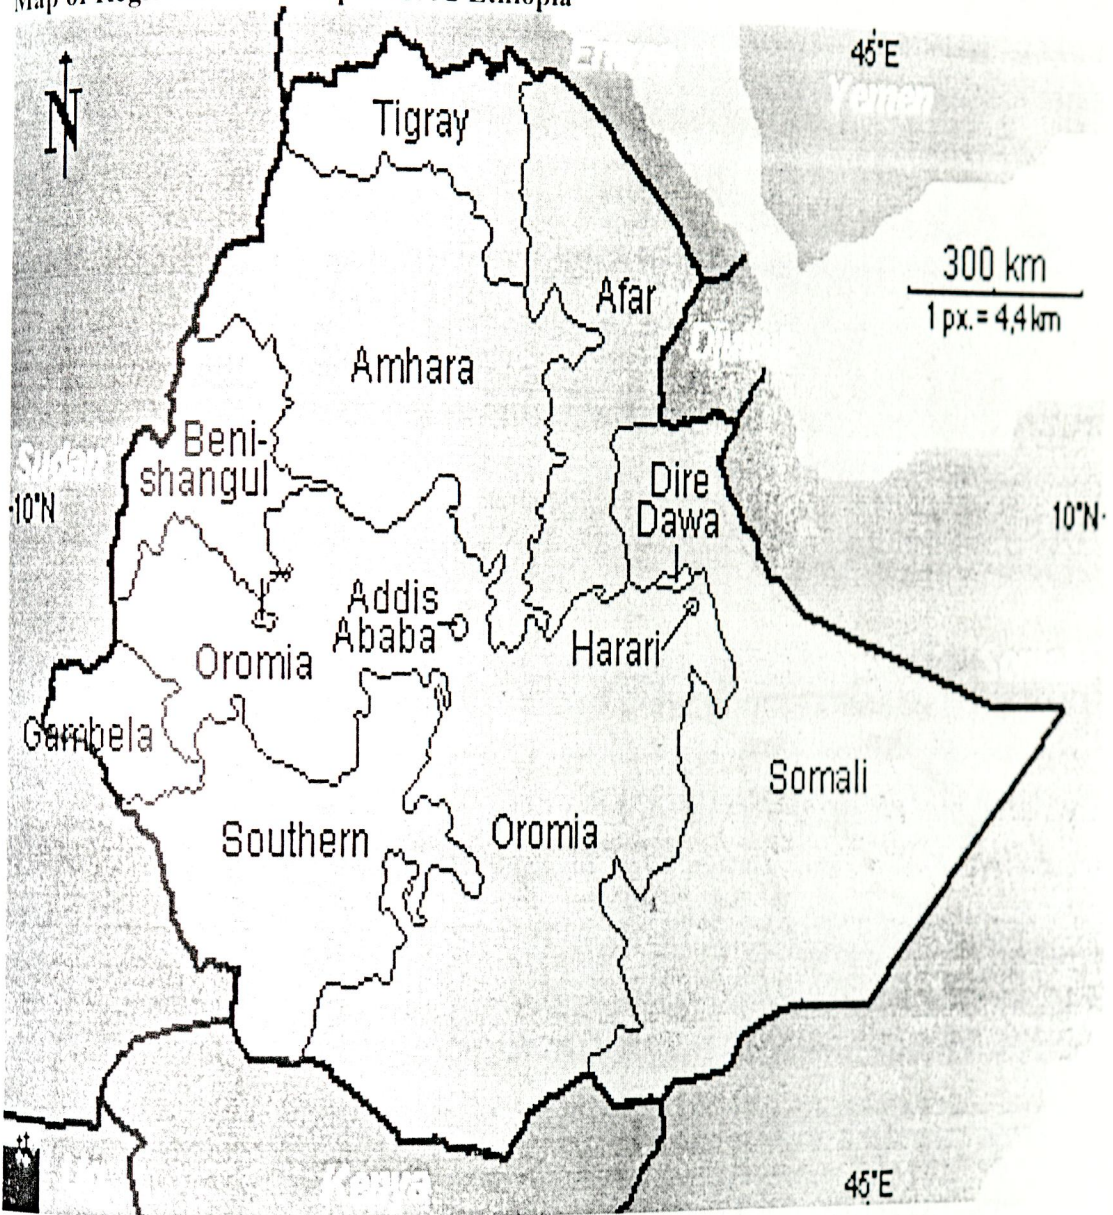 N
45°E
Eritrea
Yemen
Tigray
300 km
1 px. = 4,4 km
Afar
Amhara
Sudan
Beni-
shangul
Dire
Dawa
10°N
10°N
Addis
Ababa
Harari
Oromia
Gambela
Somali
Southern
Oromia
Kenya
45°E